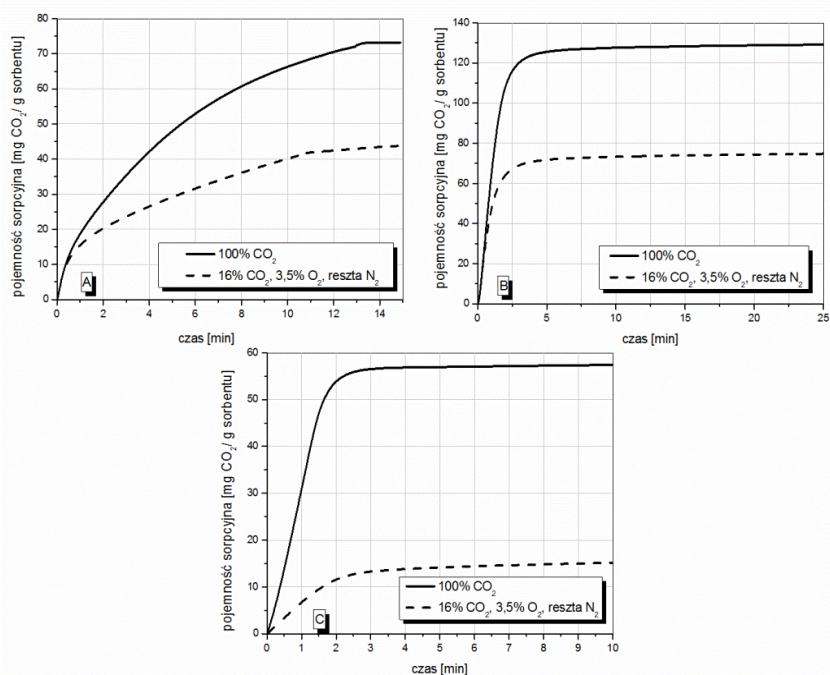 pojemność sorpcyjna [mg CO₂/ g sorbentu]
80
70
60
50
40
30
20
10
0
0 2 4 6 8 10 12 14
czas [min]
A
100% CO₂
16% CO₂, 3,5% O₂, reszta N₂
pojemność sorpcyjna [mg CO₂/ g sorbentu]
140
120
100
80
60
40
20
0
0 5 10 15 20 25
czas [min]
B
100% CO₂
16% CO₂, 3,5% O₂, reszta N₂
pojemność sorpcyjna [mg CO₂/ g sorbentu]
60
50
40
30
20
10
0
0 1 2 3 4 5 6 7 8 9 10
czas [min]
C
100% CO₂
16% CO₂, 3,5% O₂, reszta N₂